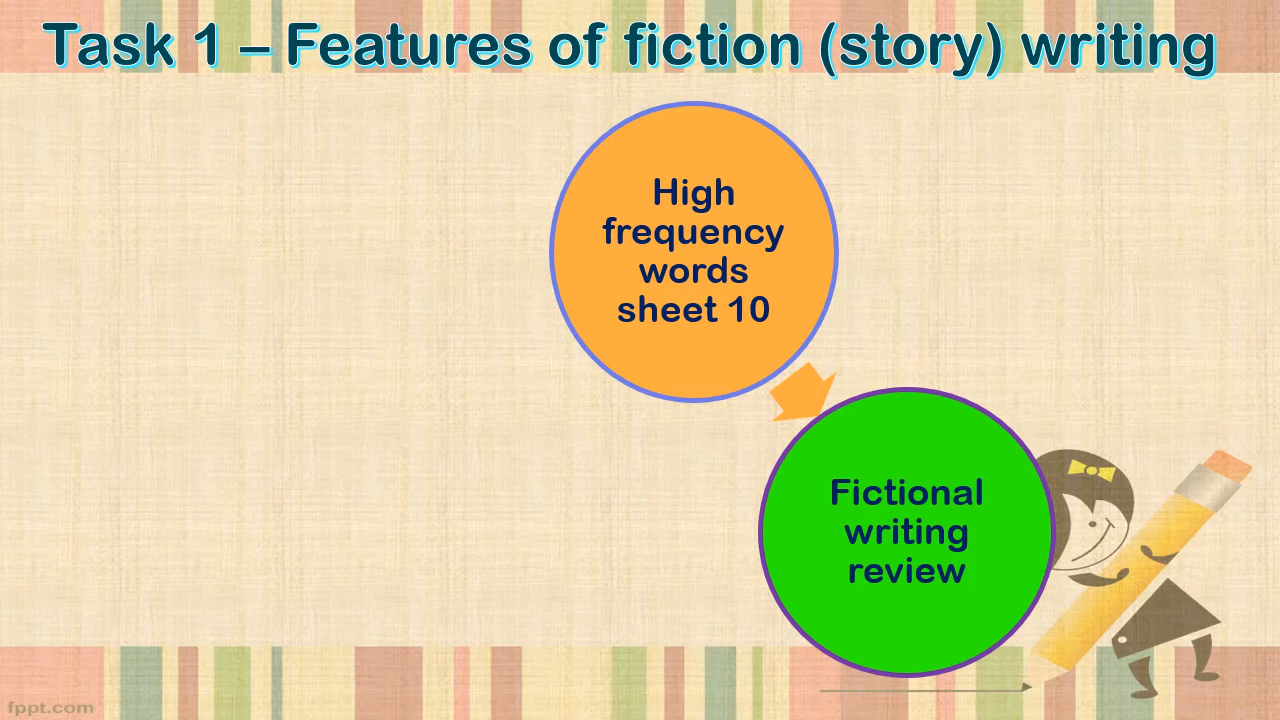 Task 1 – Features of fiction (story) writing
High
frequency
words
sheet 10
Fictional
writing
review
fppt.com